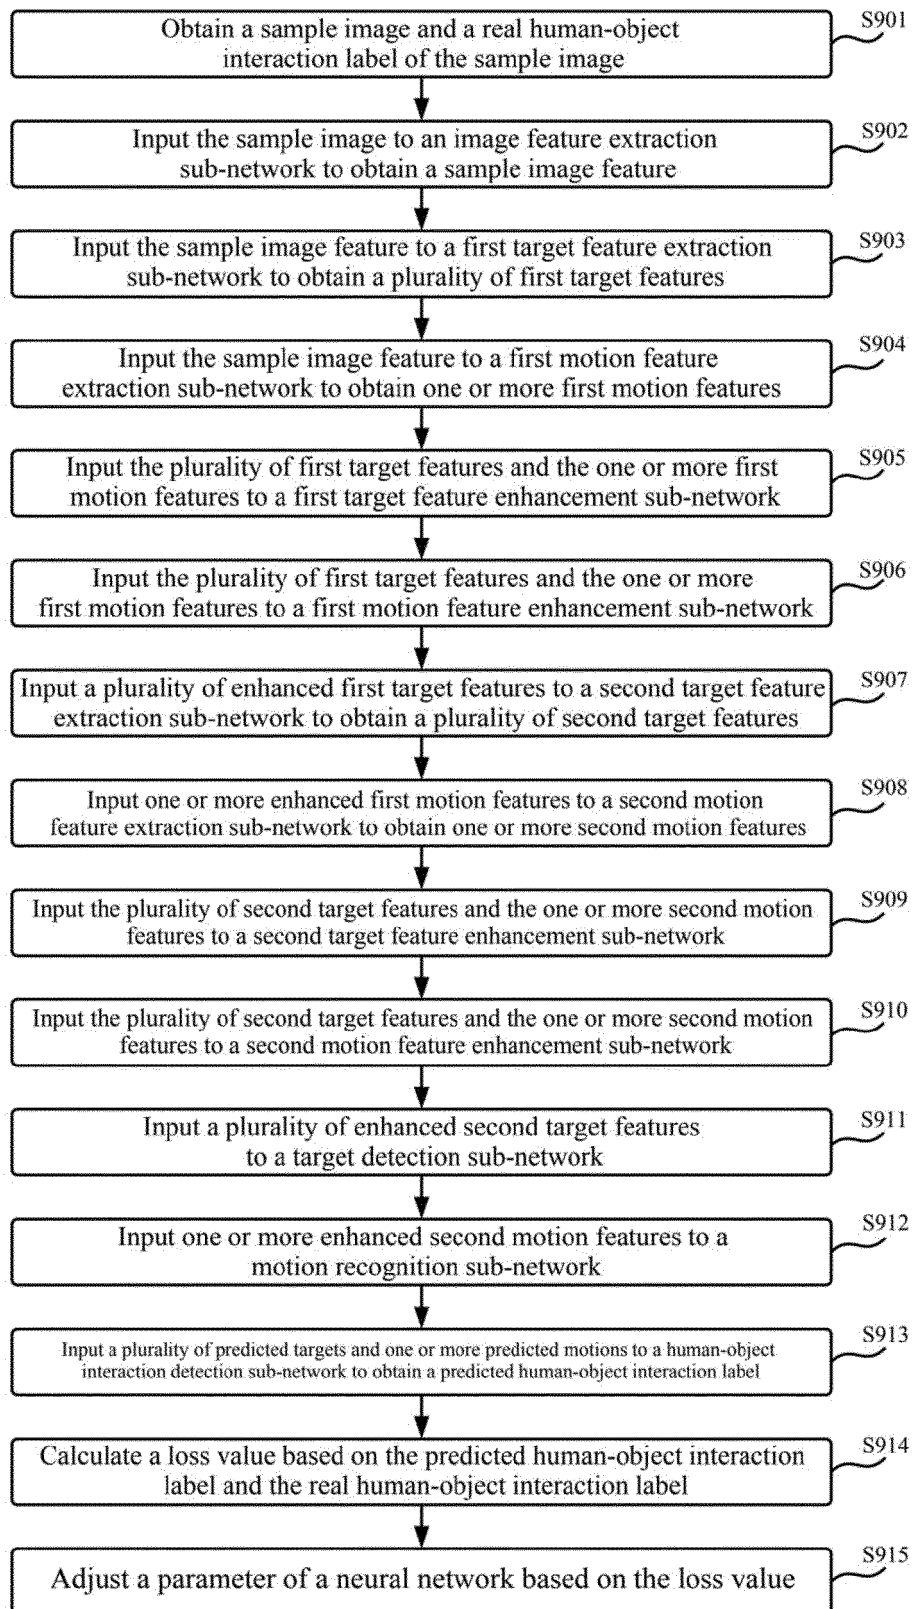 Obtain a sample image and a real human-object
interaction label of the sample image
S901
Input the sample image to an image feature extraction
sub-network to obtain a sample image feature
S902
Input the sample image feature to a first target feature extraction
sub-network to obtain a plurality of first target features
S903
Input the sample image feature to a first motion feature
extraction sub-network to obtain one or more first motion features
S904
Input the plurality of first target features and the one or more first
motion features to a first target feature enhancement sub-network
S905
Input the plurality of first target features and the one or more
first motion features to a first motion feature enhancement sub-network
S906
Input a plurality of enhanced first target features to a second target feature
extraction sub-network to obtain a plurality of second target features
S907
Input one or more enhanced first motion features to a second motion
feature extraction sub-network to obtain one or more second motion features
S908
Input the plurality of second target features and the one or more second motion
features to a second target feature enhancement sub-network
S909
Input the plurality of second target features and the one or more second motion
features to a second motion feature enhancement sub-network
S910
Input a plurality of enhanced second target features
to a target detection sub-network
S911
Input one or more enhanced second motion features to a
motion recognition sub-network
S912
Input a plurality of predicted targets and one or more predicted motions to a human-object
interaction detection sub-network to obtain a predicted human-object interaction label
S913
Calculate a loss value based on the predicted human-object interaction
label and the real human-object interaction label
S914
Adjust a parameter of a neural network based on the loss value
S915